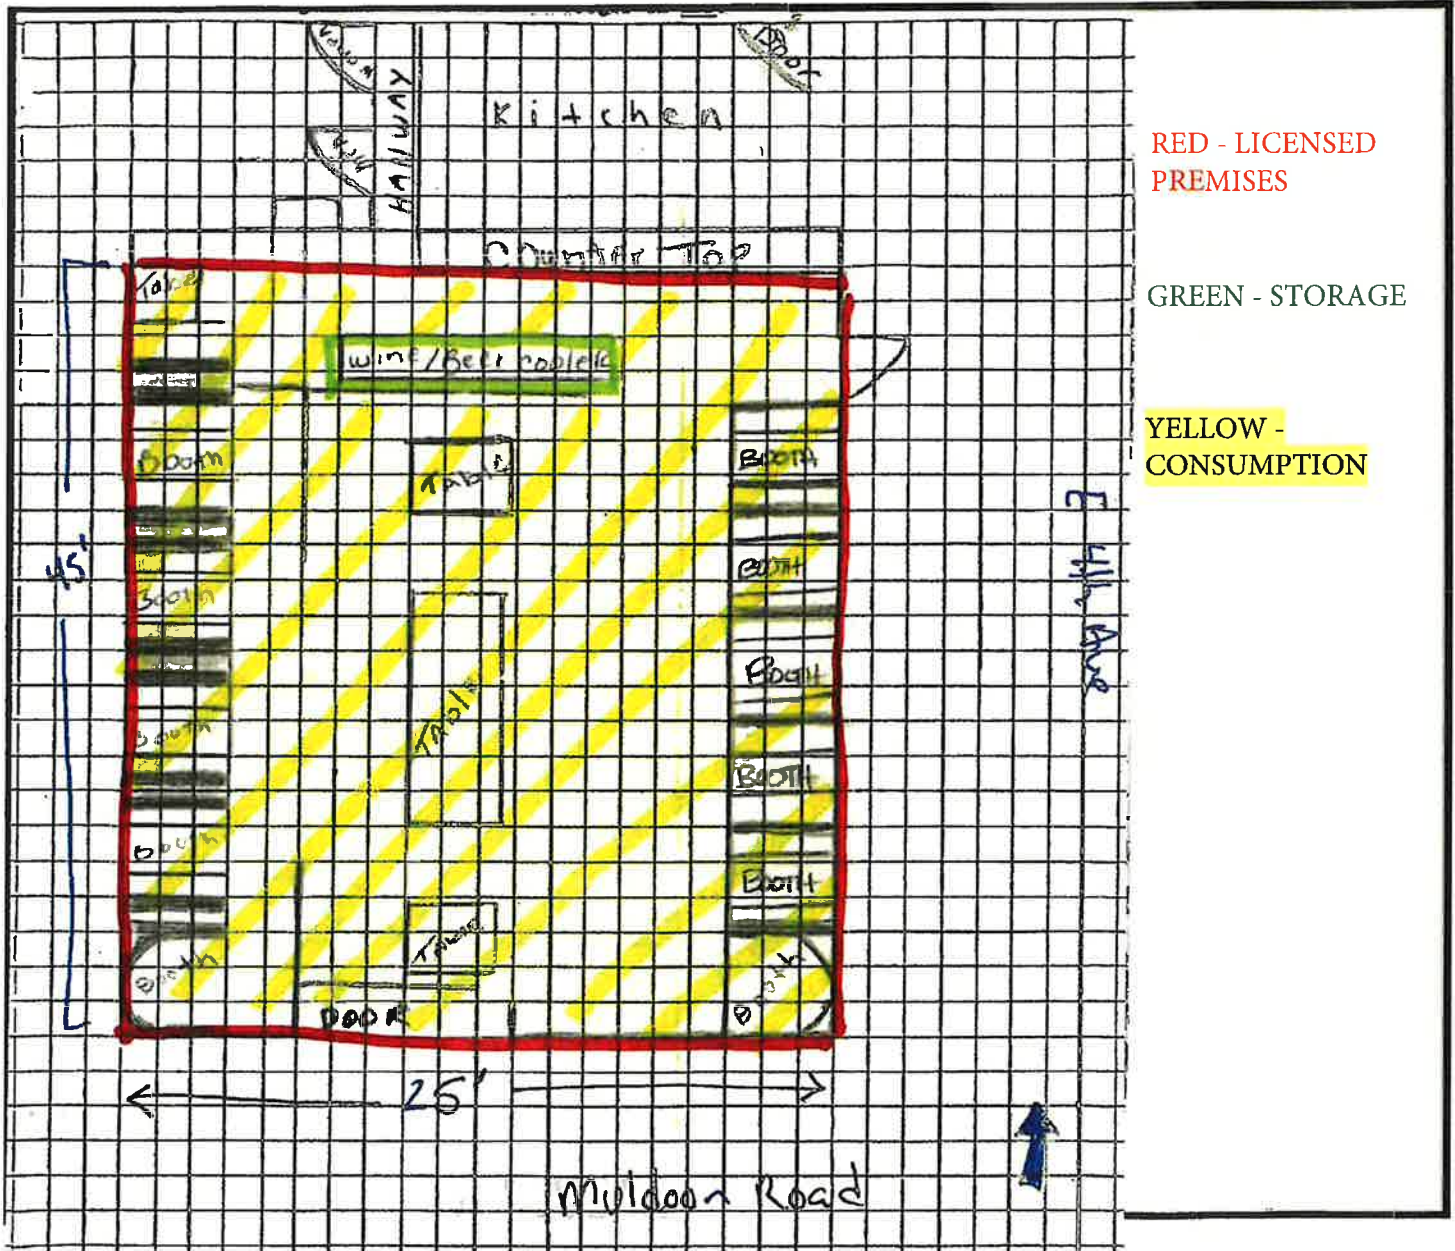 Door
HALLWAY
Kitchen
RED - LICENSED
PREMISES
Counter Top
Table
GREEN - STORAGE
wine/Beer cooler
YELLOW -
CONSUMPTION
Booth
Table
BOOTH
45'
Booth
BOOTH
E 4th Ave
Booth
Table
BOOTH
BOOTH
Booth
BOOTH
Booth
Table
Booth
DOOR
25'
Muldoon Road